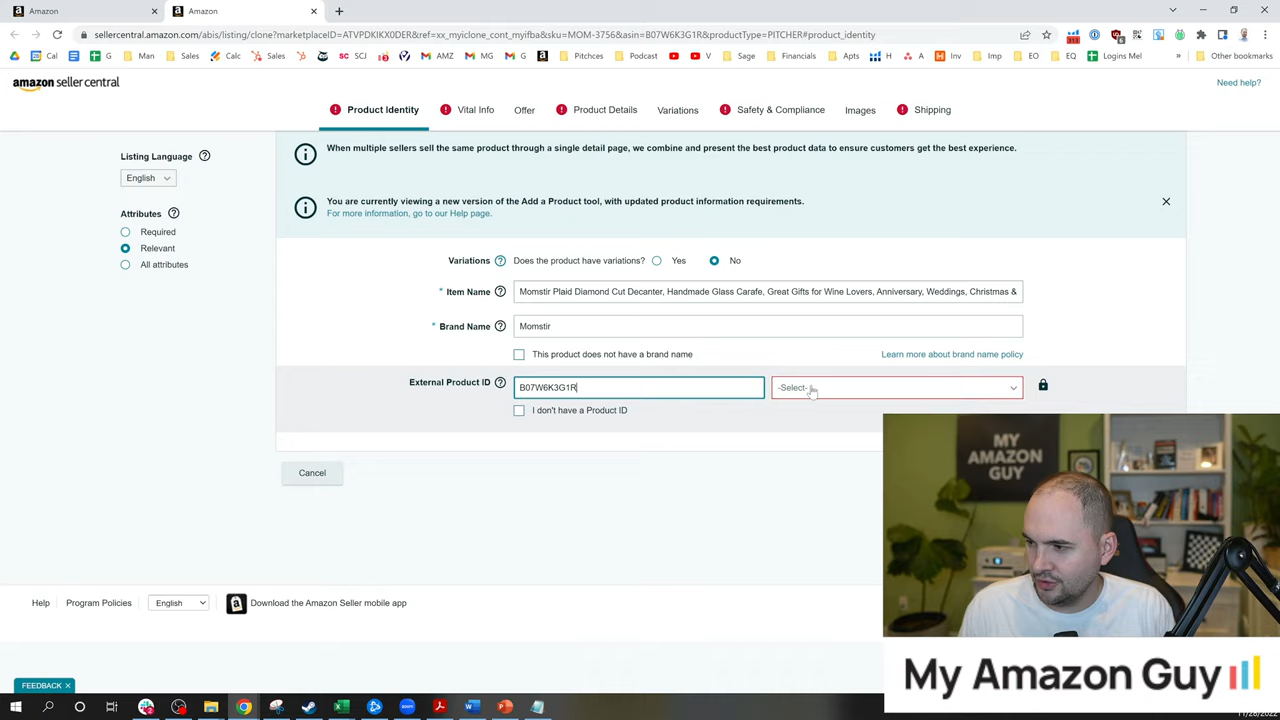 Amazon
Amazon
sellercentral.amazon.com/abis/listing/clone?marketplaceID=ATVPDKIKX0DER&ref=xx_myiclone_cont_myifba&sku=MOM-3756&asin=B07W6K3G1R&productType=PITCHER#product_identity
Cal
Man
Sales
Calc
Sales
SCJ
AMZ
MG
G
Pitchces
Podcast
V
Sage
Financials
Apts
H
Inv
Imp
EO
EQ
Logins Mel
»
Other bookmarks
amazon seller central
Need help?
Product Identity
Vital Info
Offer
Product Details
Variations
Safety & Compliance
Images
Shipping
Listing Language
English
Attributes
Required
Relevant
All attributes
When multiple sellers sell the same product through a single detail page, we combine and present the best product data to ensure customers get the best experience.
You are currently viewing a new version of the Add a Product tool, with updated product information requirements.
For more information, go to our Help page.
Variations
Does the product have variations?
Yes
No
* Item Name
Momstir Plaid Diamond Cut Decanter, Handmade Glass Carafe, Great Gifts for Wine Lovers, Anniversary, Weddings, Christmas &
* Brand Name
Momstir
This product does not have a brand name
Learn more about brand name policy
External Product ID
B07W6K3G1R
-Select-
I don't have a Product ID
Cancel
MY
AMAZON
GUY
Help
Program Policies
English
Download the Amazon Seller mobile app
My Amazon Guy
FEEDBACK ×
11/28/2022